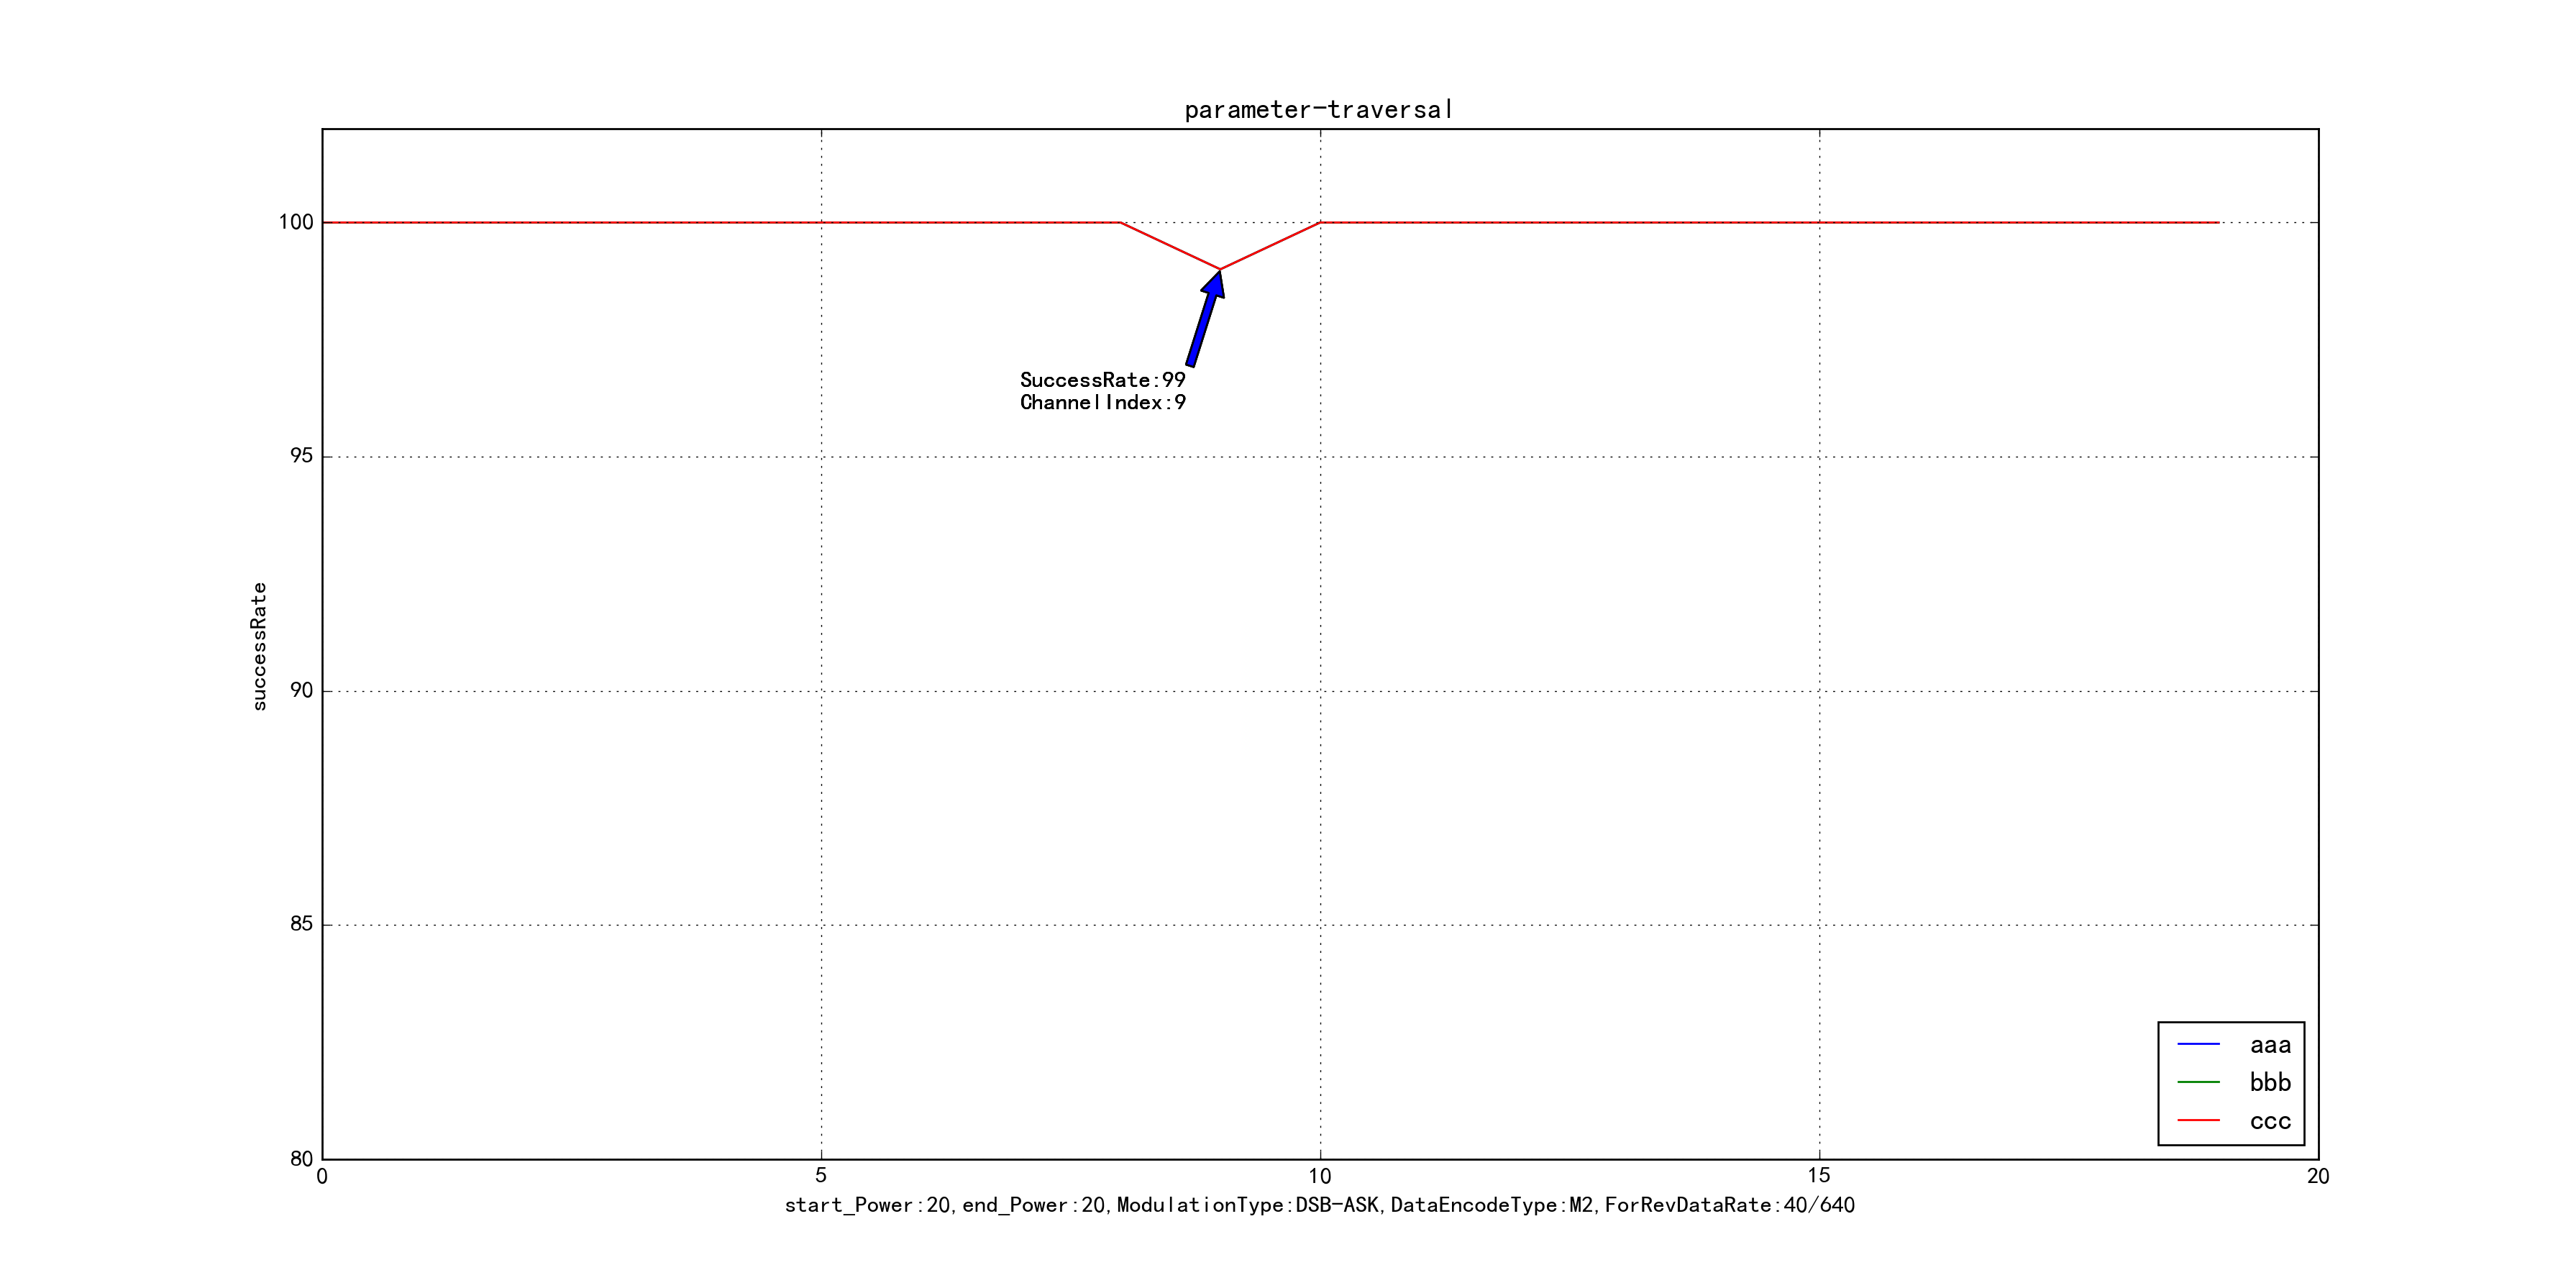 parameter-traversal
100
95
90
85
80
successRate
SuccessRate:99
ChannelIndex:9
aaa
bbb
ccc
0 5 10 15 20
start_Power:20,end_Power:20,ModulationType:DSB-ASK,DataEncodeType:M2,ForRevDataRate:40/640